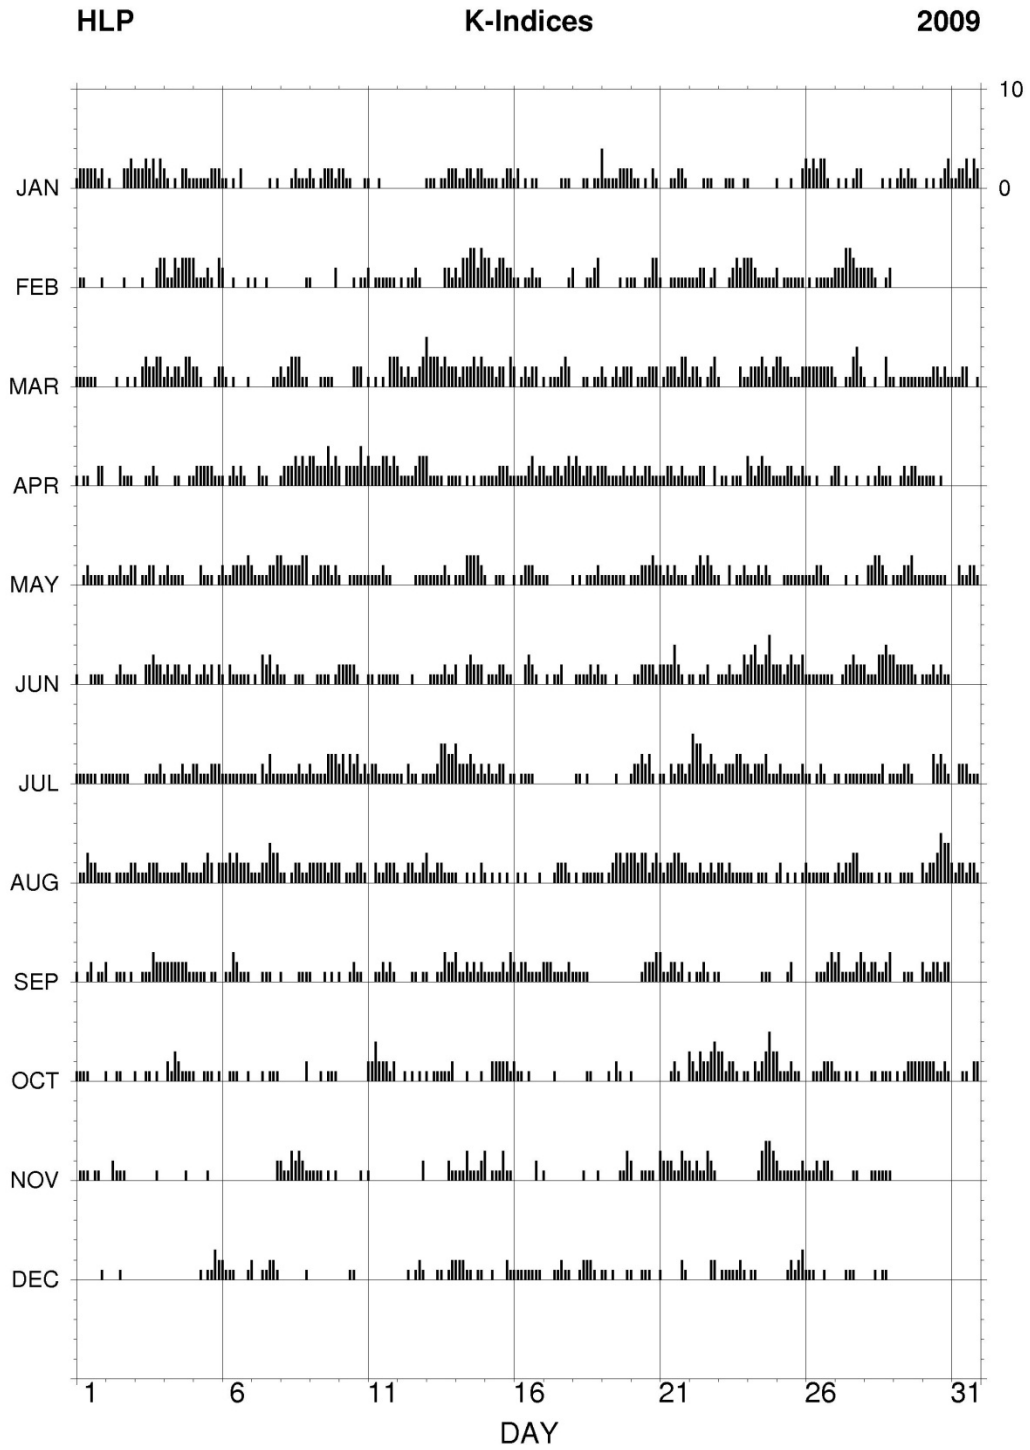 HLP K-Indices 2009
10
JAN 0
FEB
MAR
APR
MAY
JUN
JUL
AUG
SEP
OCT
NOV
DEC
1 6 11 16 21 26 31
DAY